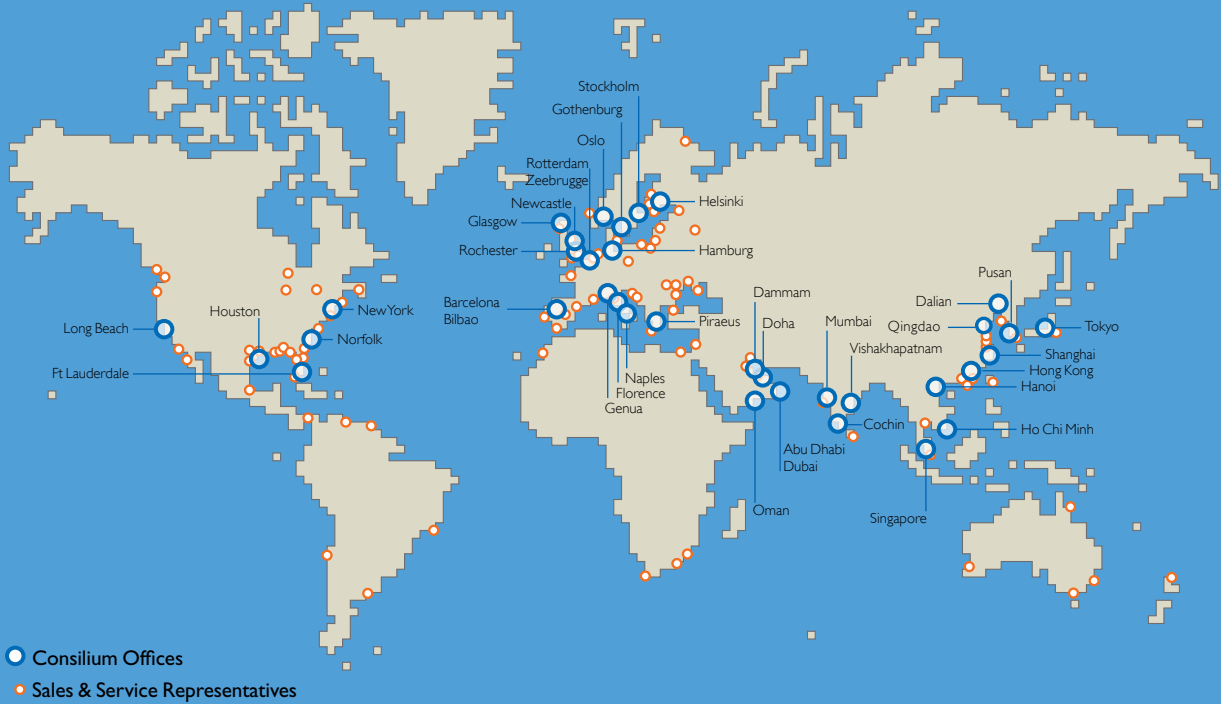 Stockholm
Gothenburg
Oslo
Rotterdam
Zeebrugge
Newcastle
Glasgow
Rochester
Helsinki
Hamburg
Barcelona
Bilbao
Piraeus
Naples
Florence
Genua
Houston
New York
Long Beach
Norfolk
Ft Lauderdale
Dammam
Doha
Mumbai
Vishakhapatnam
Cochin
Abu Dhabi
Dubai
Oman
Pusan
Dalian
Qingdao
Tokyo
Shanghai
Hong Kong
Hanoi
Ho Chi Minh
Singapore
Consilium Offices
Sales & Service Representatives